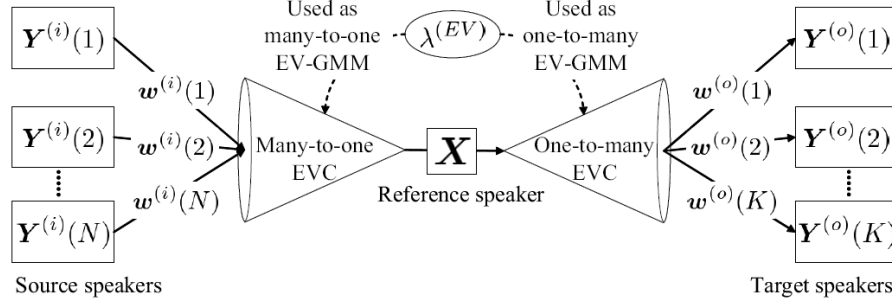 Y^(i)(1)
Y^(i)(2)
Y^(i)(N)
Source speakers
w^(i)(1)
w^(i)(2)
w^(i)(N)
Used as
many-to-one
EV-GMM
λ^(EV)
Used as
one-to-many
EV-GMM
Many-to-one
EVC
X
Reference speaker
One-to-many
EVC
w^(o)(1)
w^(o)(2)
w^(o)(K)
Y^(o)(1)
Y^(o)(2)
Y^(o)(K)
Target speakers